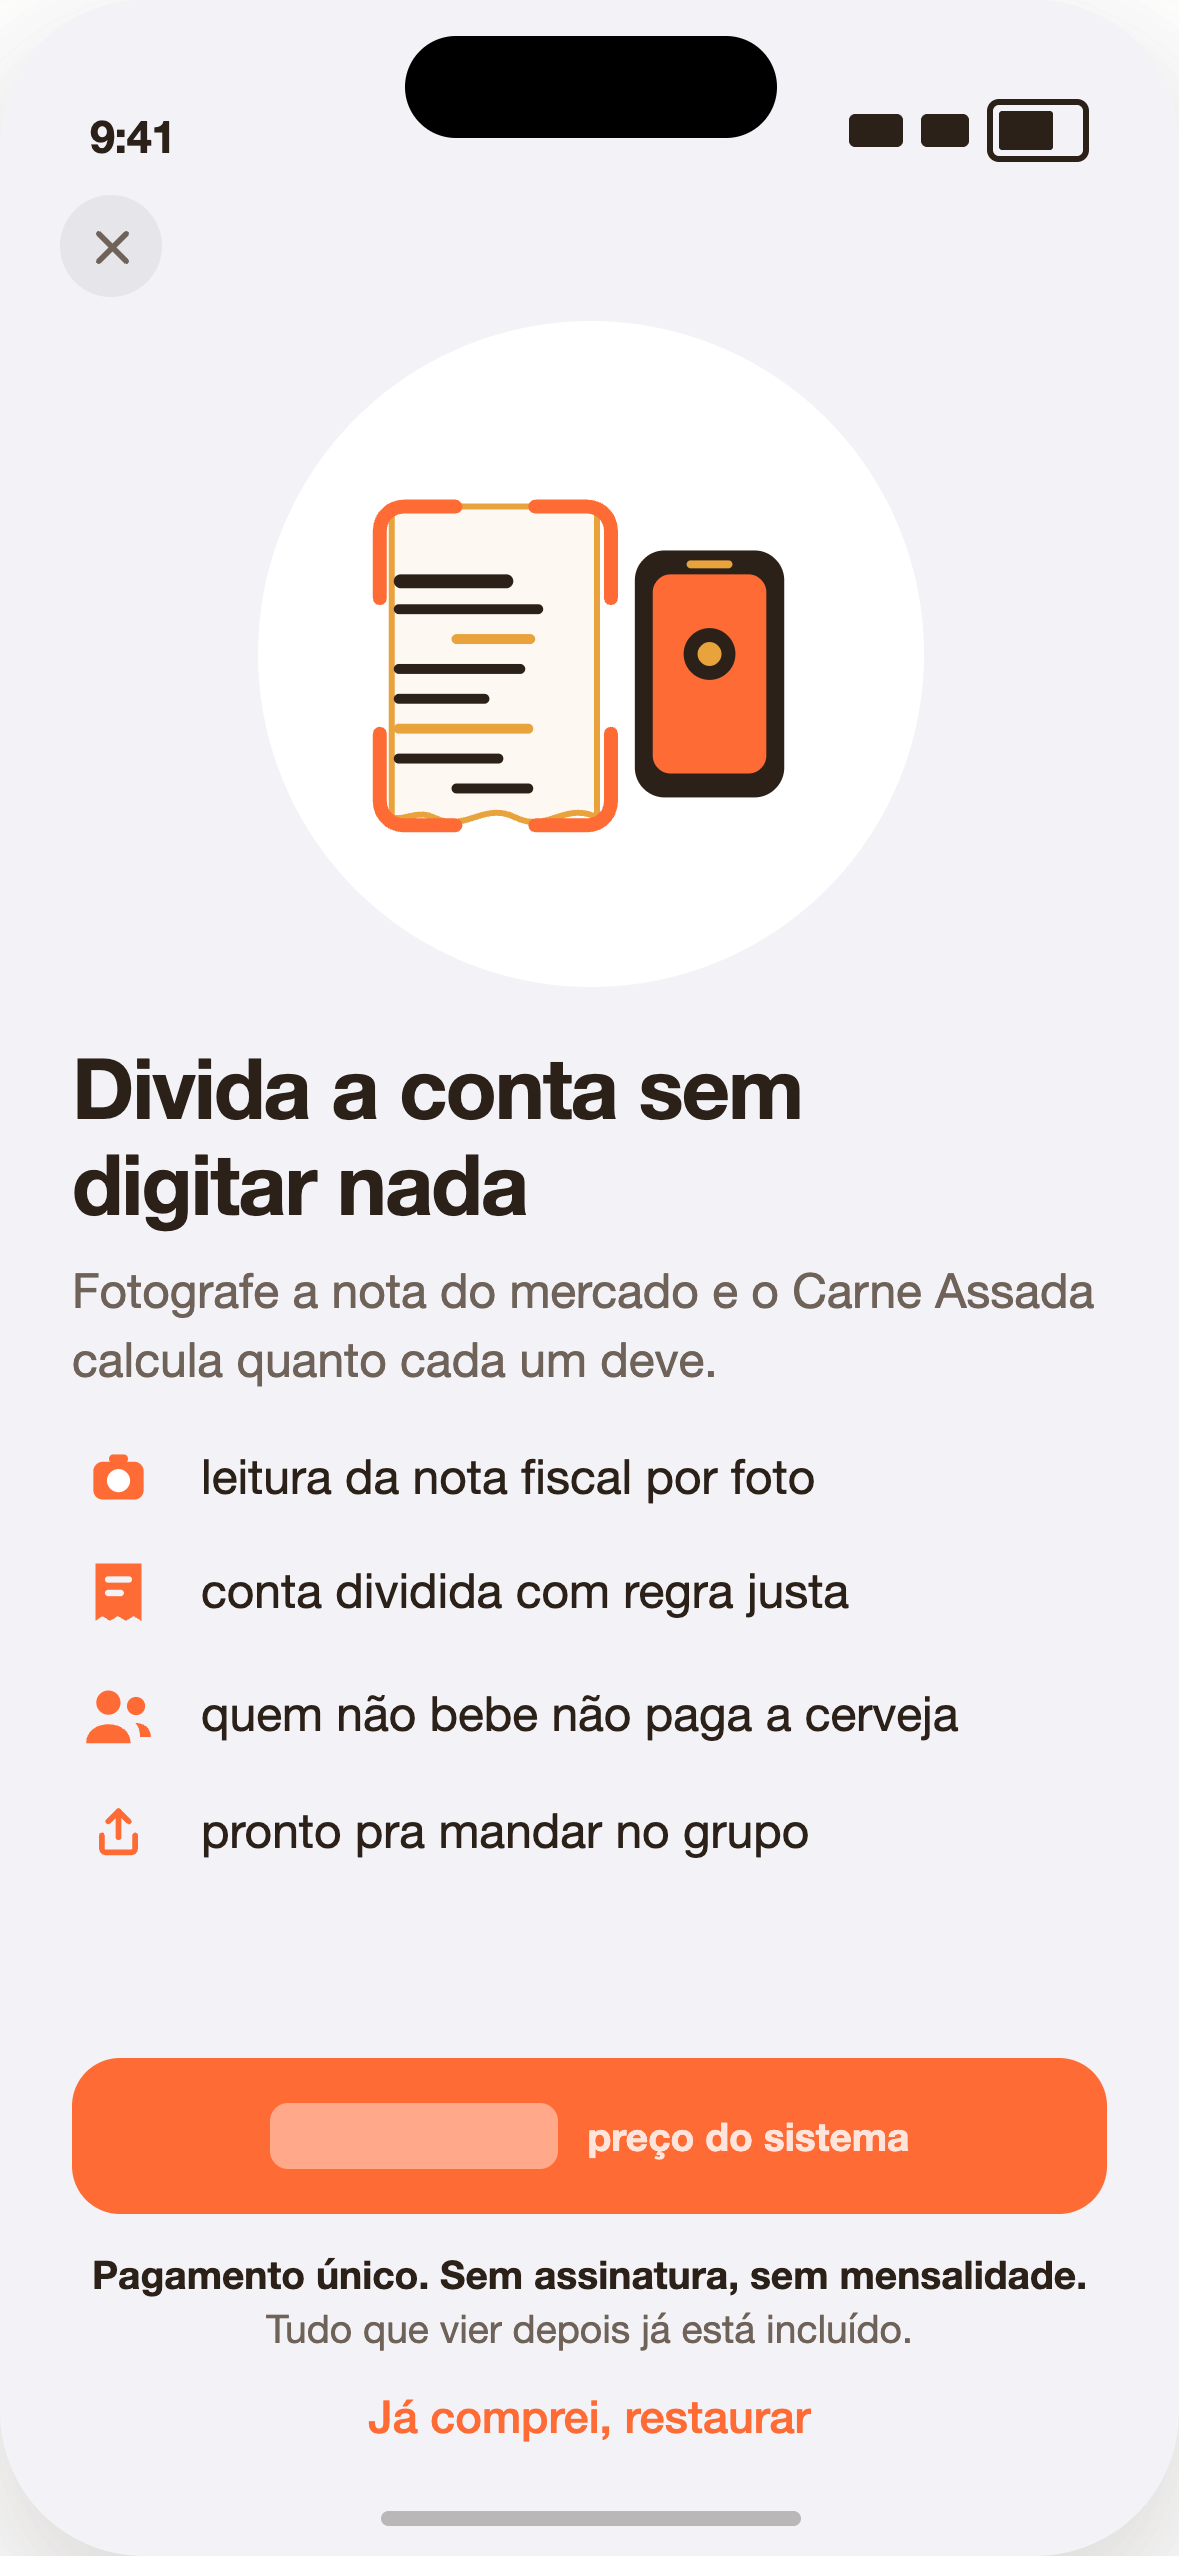 9:41
Divida a conta sem
digitar nada
Fotografe a nota do mercado e o Carne Assada
calcula quanto cada um deve.
leitura da nota fiscal por foto
conta dividida com regra justa
quem não bebe não paga a cerveja
pronto pra mandar no grupo
preço do sistema
Pagamento único. Sem assinatura, sem mensalidade.
Tudo que vier depois já está incluído.
Já comprei, restaurar